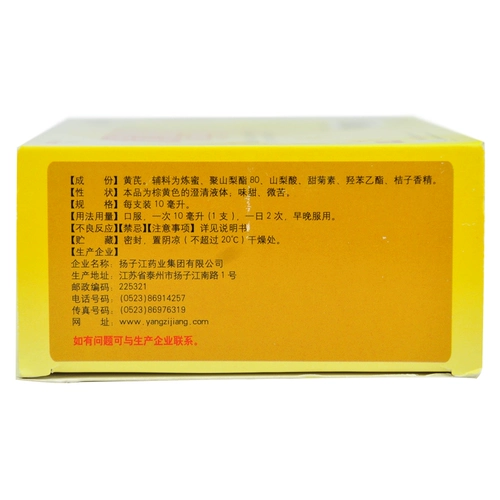 【成　份】黄芪。辅料为炼蜜、聚山梨酯80、山梨酸、甜菊素、羟苯乙酯、桔子香精。
【性　状】本品为棕黄色的澄清液体；味甜、微苦。
【规　格】每支装10毫升。
【用法用量】口服，一次10毫升（1支），一日2次，早晚服用。
【不良反应】【禁忌】【注意事项】详见说明书
【贮　藏】密封，置阴凉（不超过20℃）干燥处。
【生产企业】
企业名称：扬子江药业集团有限公司
生产地址：江苏省泰州市扬子江南路1号
邮政编码：225321
电话号码：(0523)86914257
传真号码：(0523)86976319
网　址：www.yangzijiang.com
如有问题可与生产企业联系。